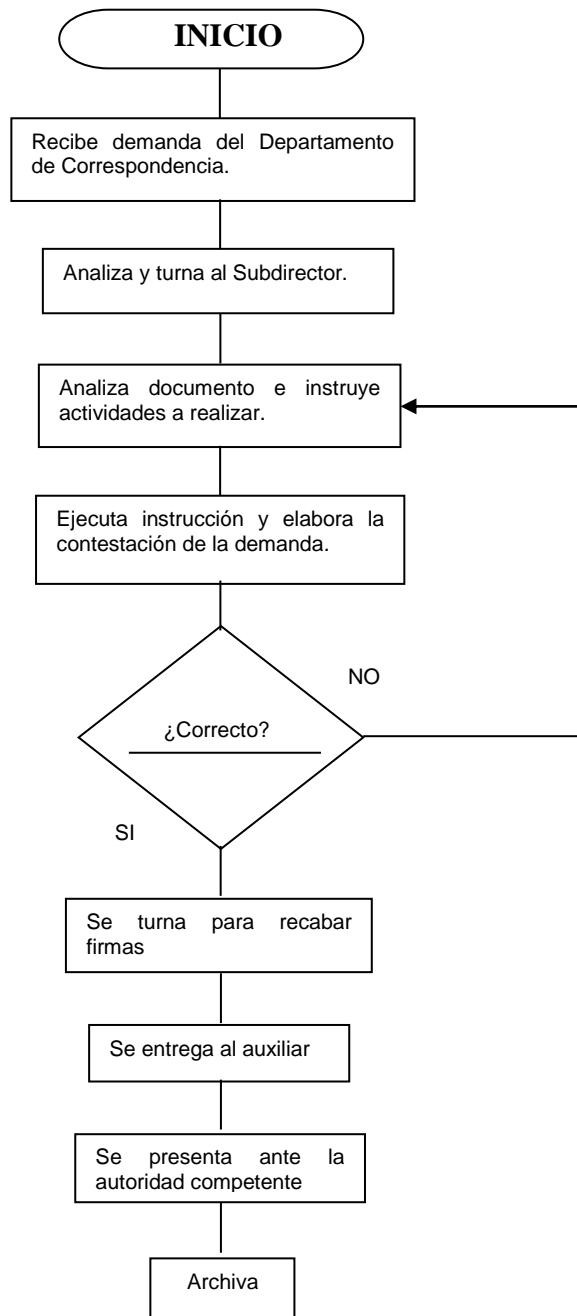 INICIO
Recibe demanda del Departamento
de Correspondencia.
Analiza y turna al Subdirector.
Analiza documento e instruye
actividades a realizar.
Ejecuta instrucción y elabora la
contestación de la demanda.
NO
¿Correcto?
SI
Se turna para recabar
firmas
Se entrega al auxiliar
Se presenta ante la
autoridad competente
Archiva